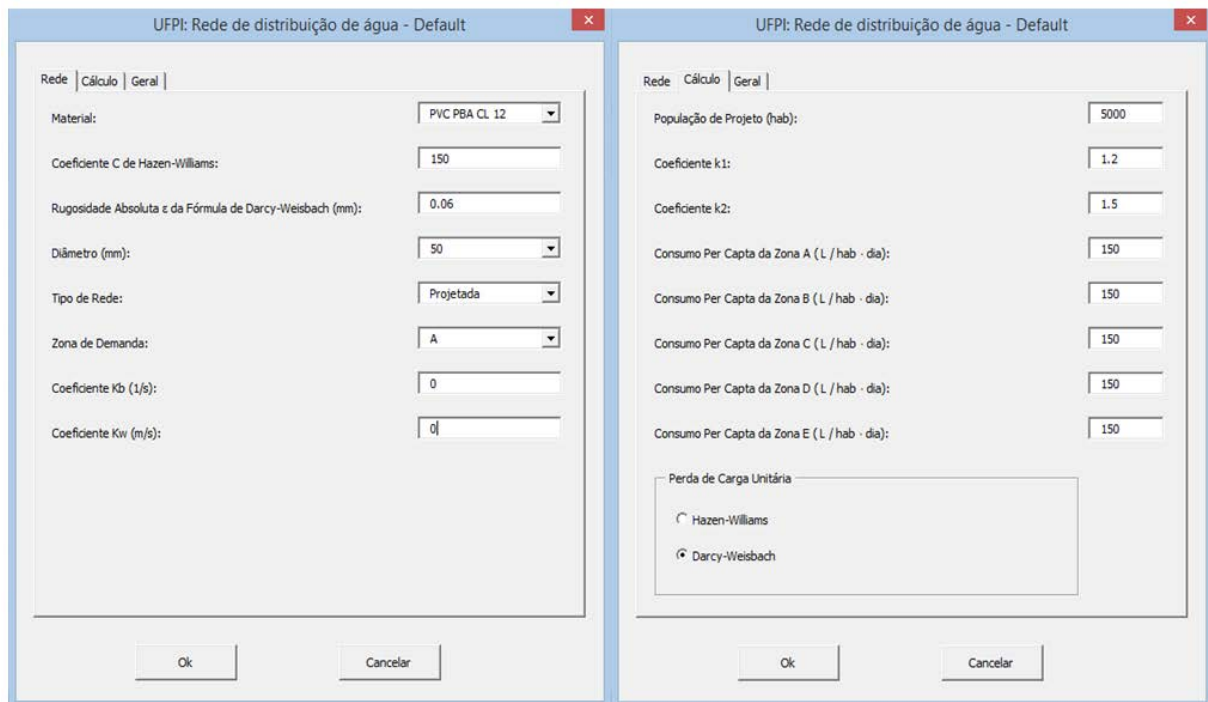 UFPI: Rede de distribuição de água - Default
Rede Cálculo Geral
Material: PVC PBA CL 12
Coeficiente C de Hazen-Williams: 150
Rugosidade Absoluta ε da Fórmula de Darcy-Weisbach (mm): 0.06
Diâmetro (mm): 50
Tipo de Rede: Projetada
Zona de Demanda: A
Coeficiente Kb (1/s): 0
Coeficiente Kw (m/s): 0
Ok Cancelar
UFPI: Rede de distribuição de água - Default
Rede Cálculo Geral
População de Projeto (hab): 5000
Coeficiente k1: 1.2
Coeficiente k2: 1.5
Consumo Per Capta da Zona A ( L / hab · dia): 150
Consumo Per Capta da Zona B ( L / hab · dia): 150
Consumo Per Capta da Zona C ( L / hab · dia): 150
Consumo Per Capta da Zona D ( L / hab · dia): 150
Consumo Per Capta da Zona E ( L / hab · dia): 150
Perda de Carga Unitária
Hazen-Williams
Darcy-Weisbach
Ok Cancelar